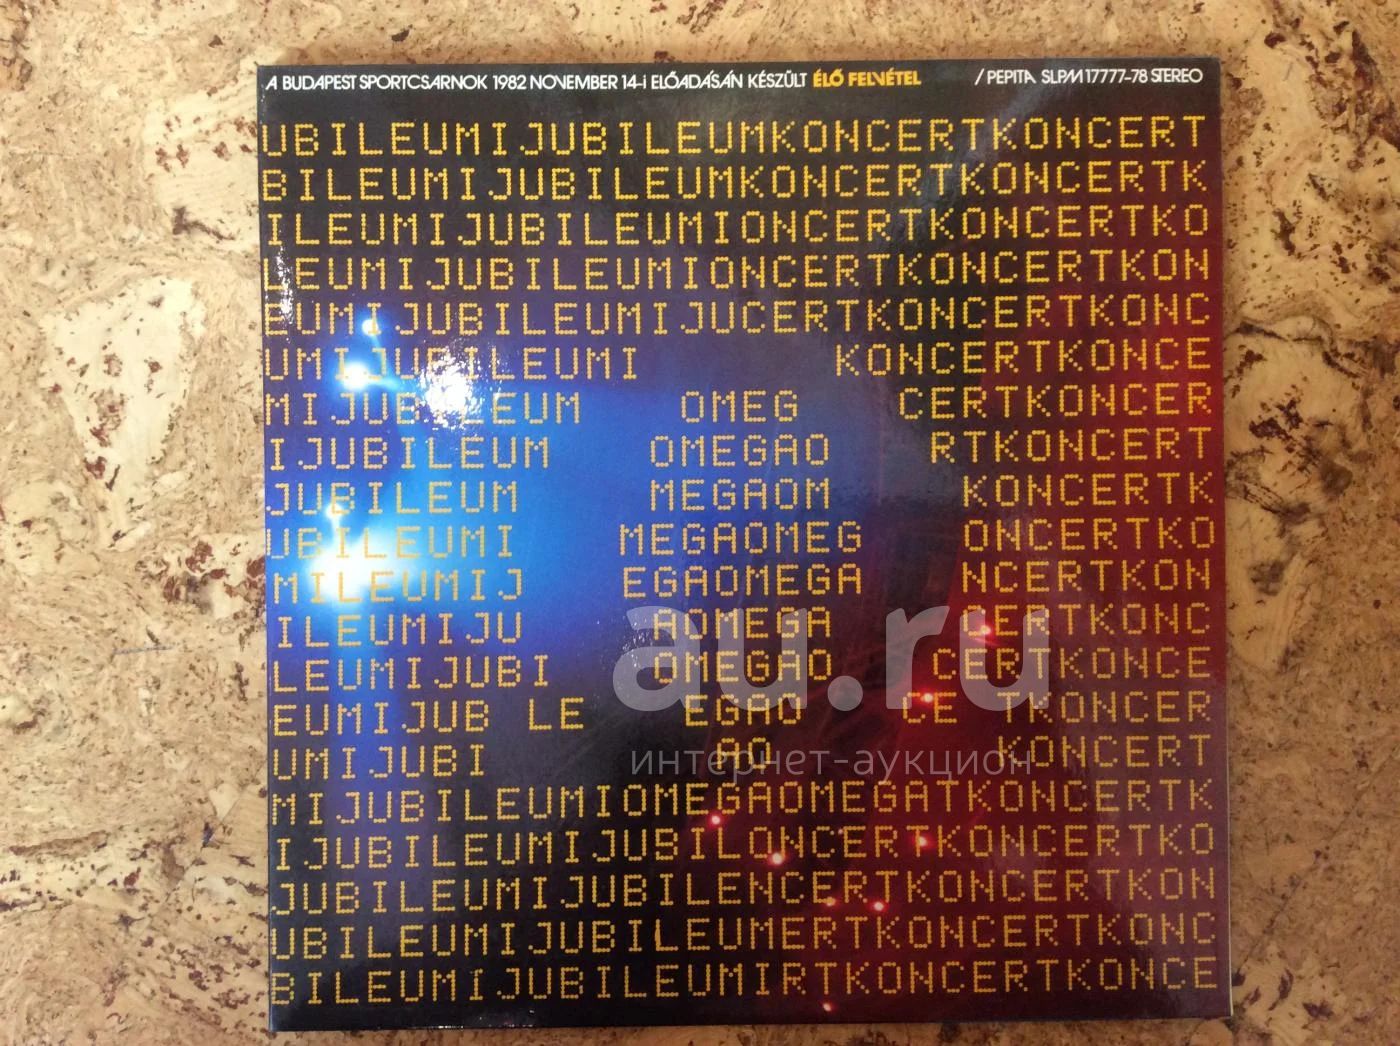 A BUDAPEST SPORTCSARNOK 1982 NOVEMBER 14-i ELŐADÁSÁN KÉSZÜLT ÉLŐ FELVÉTEL / PEPITA SLPM 17777-78 STEREO
UBILEUMIJUBILEUMKONCERTKONCERT
BILEUMIJUBILEUMKONCERTKONCERTK
ILEUMIJUBILEUMIONCERTKONCERTKO
LEUMIJUBILEUMIONCERTKONCERTKON
EUMIJUBILEUMIJUCERTKONCERTKONC
UMIJUBILEUMI KONCERTKONCE
MIJUBILEUM OMEG CERTKONCER
IJUBILEUM OMEGAO RTKONCERT
JUBILEUM MEGAOM KONCERTK
UBILEUMI MEGAOMEG ONCERTKO
MILEUMIJ EGAOMEGA NCERTKON
ILEUMIJU AOMEGA CERTKONC
LEUMIJUBI OMEGAO CERTKONCE
EUMIJUB LE EGAO CE TKONCER
UMIJUBI AO KONCERT
MIJUBILEUMIOMEGAOMEGATKONCERTK
IJUBILEUMIJUBILONCERTKONCERTKO
JUBILEUMIJUBILENCERTKONCERTKON
UBILEUMIJUBILEUMERTKONCERTKONC
BILEUMIJUBILEUMIRTKONCERTKONCE
au.ru
интернет-аукцион